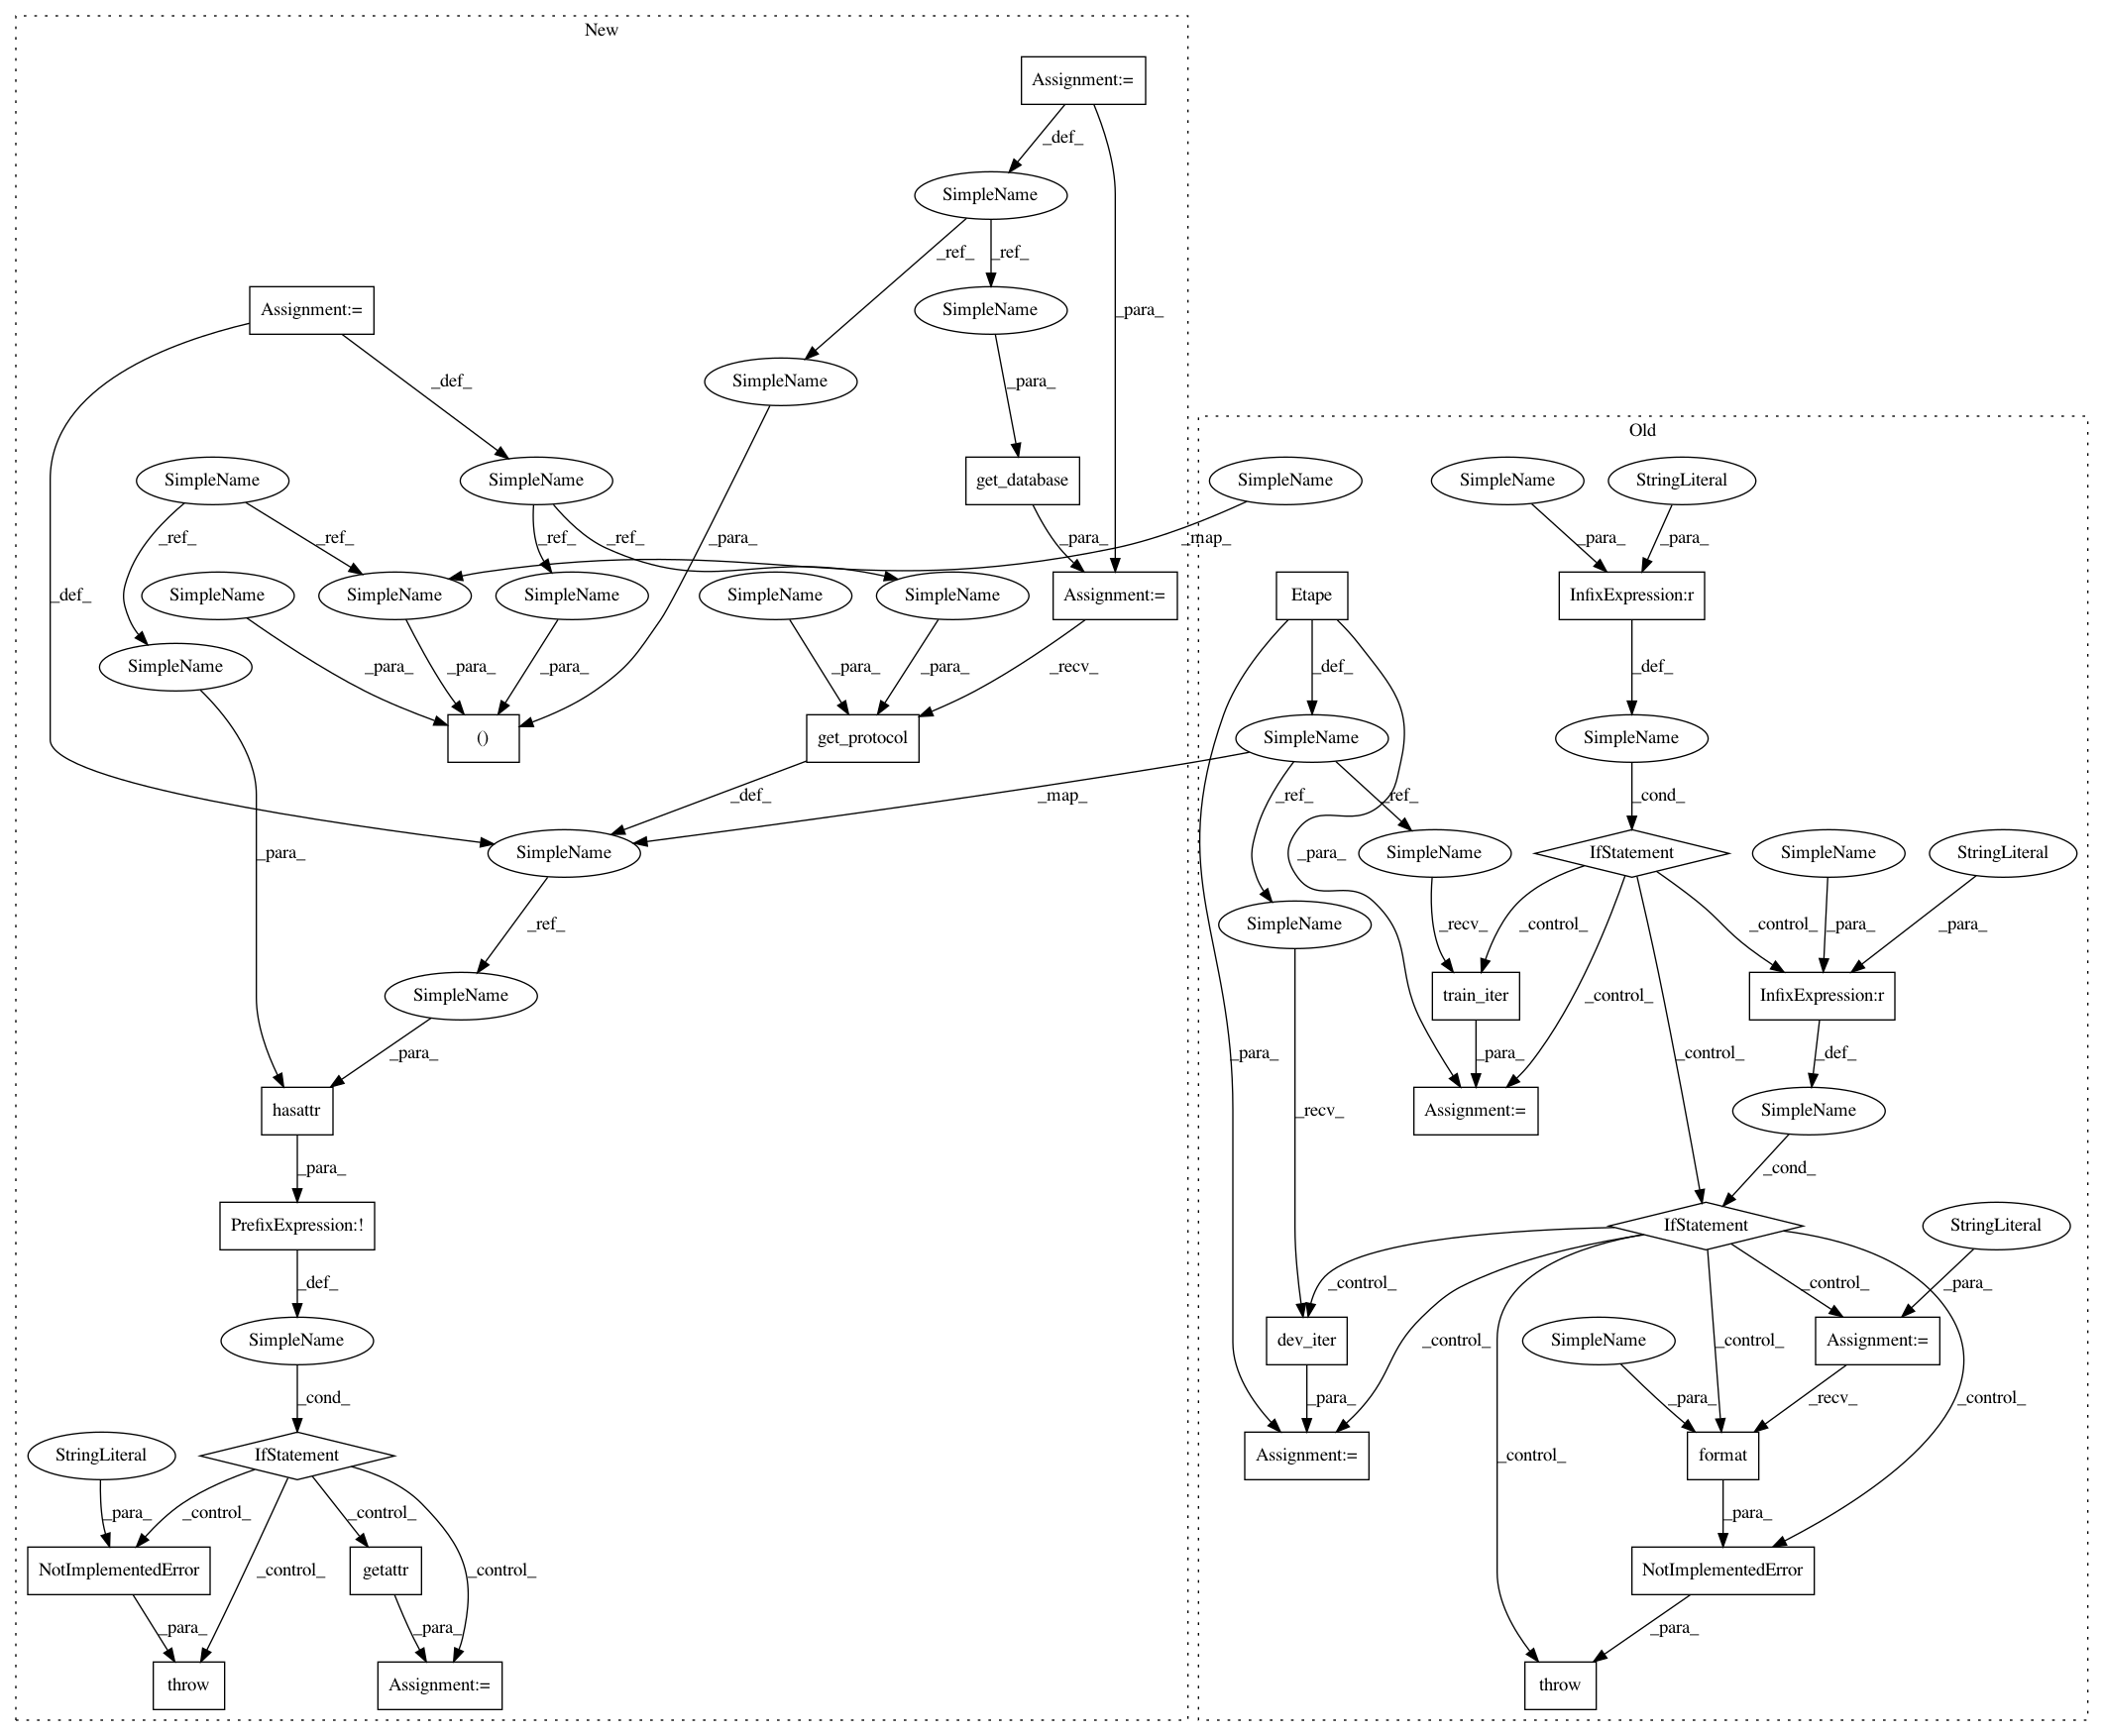 New
Assignment:=
_def_
SimpleName
_ref_
_ref_
_para_
Assignment:=
SimpleName
_def_
SimpleName
_para_
Old
SimpleName
SimpleName
get_database
SimpleName
SimpleName
StringLiteral
_ref_
_ref_
_ref_
_ref_
_para_
_para_
_map_
_para_
_para_
_def_
SimpleName
SimpleName
SimpleName
SimpleName
SimpleName
Assignment:=
Etape
InfixExpression:r
SimpleName
_para_
_para_
_para_
_para_
_para_
_recv_
_def_
_def_
()
get_protocol
SimpleName
SimpleName
_def_
_map_
_ref_
_ref_
_cond_
_para_
SimpleName
_para_
SimpleName
IfStatement
SimpleName
StringLiteral
_ref_
SimpleName
_recv_
_control_
_control_
_para_
_para_
SimpleName
train_iter
_control_
InfixExpression:r
_para_
_para_
_para_
_control_
_def_
hasattr
_recv_
Assignment:=
SimpleName
_para_
_cond_
PrefixExpression:!
IfStatement
StringLiteral
_def_
_control_
_control_
_para_
SimpleName
dev_iter
_control_
SimpleName
_control_
Assignment:=
_cond_
_para_
_para_
_recv_
_control_
StringLiteral
IfStatement
Assignment:=
_control_
format
_para_
_control_
_control_
_para_
NotImplementedError
_control_
getattr
_control_
NotImplementedError
_para_
_para_
_para_
throw
Assignment:=
throw